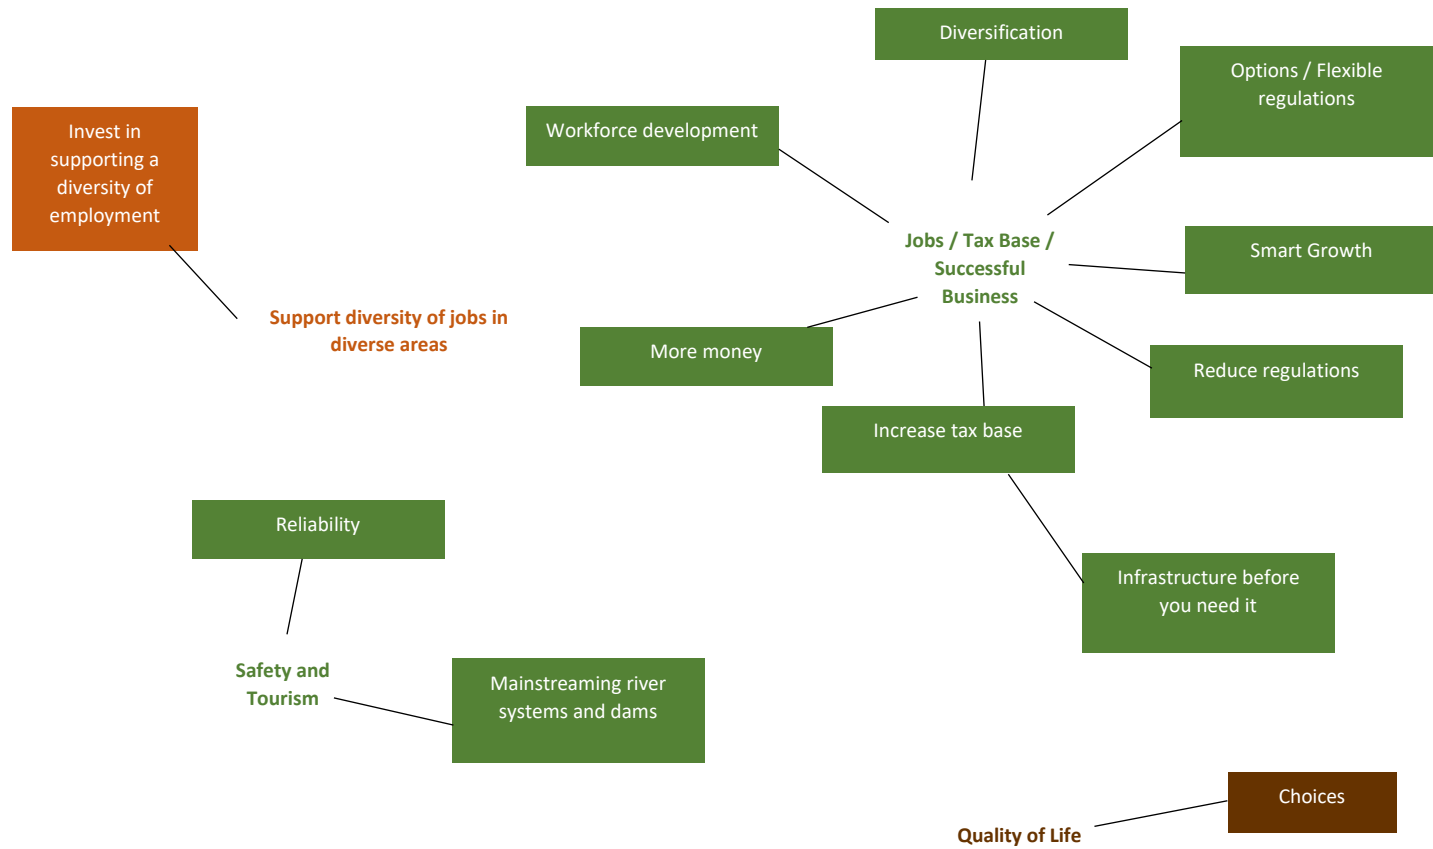 Diversification
Options / Flexible
regulations
Invest in
supporting a
diversity of
employment
Workforce development
Jobs / Tax Base /
Successful
Business
Smart Growth
Support diversity of jobs in
diverse areas
More money
Reduce regulations
Increase tax base
Reliability
Infrastructure before
you need it
Safety and
Tourism
Mainstreaming river
systems and dams
Choices
Quality of Life